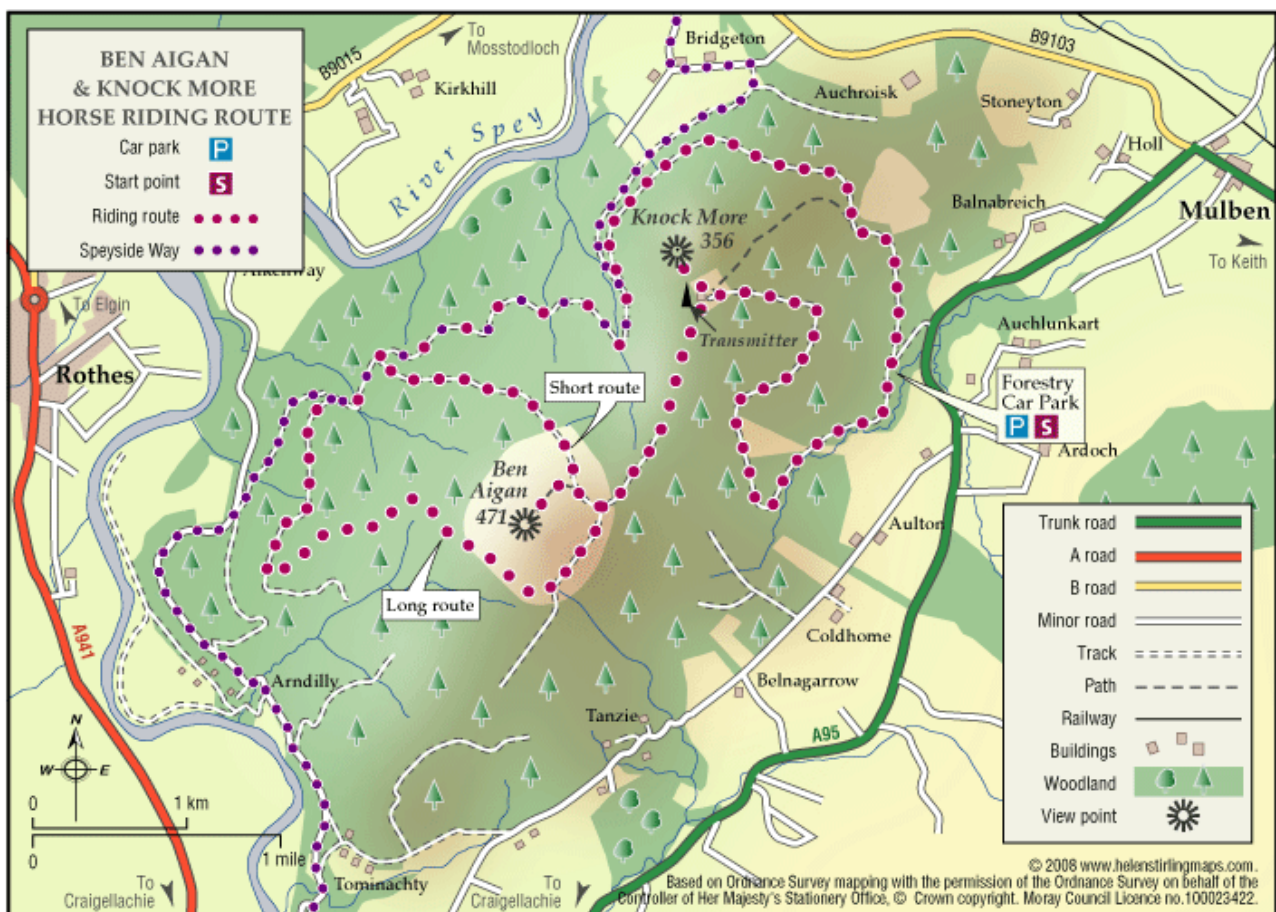 BEN AIGAN
& KNOCK MORE
HORSE RIDING ROUTE
Car park
P
Start point
S
Riding route
Speyside Way
To
Mosstodloch
B9015
Kirkhill
River Spey
Bridgeton
B9103
Auchroisk
Stoneyton
Holl
Balnabreich
Mulben
To Keith
Knock More
356
Transmitter
Aikenway
To Elgin
Rothes
Auchlunkart
Forestry
Car Park
P S
Ardoch
Short route
Ben
Aigan
471
Long route
Aulton
Coldhome
Belnagarrow
A95
Tanzie
A941
Arndilly
Tominachty
N
W E
0
1 km
0
1 mile
To
Craigellachie
To
Craigellachie
Trunk road
A road
B road
Minor road
Track
Path
Railway
Buildings
Woodland
View point
© 2008 www.helenstirlingmaps.com.
Based on Ordnance Survey mapping with the permission of the Ordnance Survey on behalf of the
Controller of Her Majesty's Stationery Office, © Crown copyright. Moray Council Licence no.100023422.